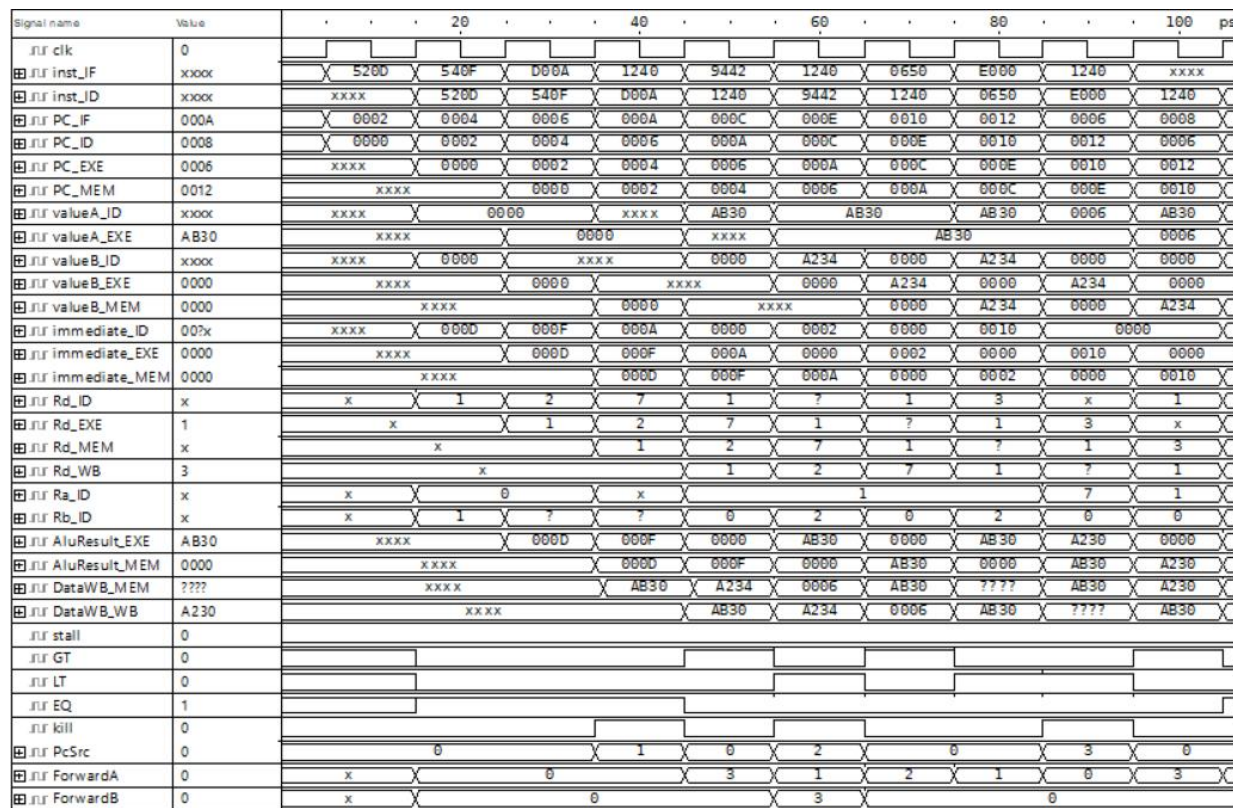 Signal name Value 20 40 60 80 100 ps
clk 0
inst_IF xxxx 520D 540F D00A 1240 9442 1240 0650 E000 1240 xxxx
inst_ID xxxx xxxx 520D 540F D00A 1240 9442 1240 0650 E000 1240
PC_IF 000A 0002 0004 0006 000A 000C 000E 0010 0012 0006 0008
PC_ID 0008 0000 0002 0004 0006 000A 000C 000E 0010 0012 0006
PC_EXE 0006 xxxx 0000 0002 0004 0006 000A 000C 000E 0010 0012
PC_MEM 0012 xxxx 0000 0002 0004 0006 000A 000C 000E 0010
valueA_ID xxxx xxxx 0000 xxxx AB30 AB30 AB30 0006 AB30
valueA_EXE AB30 xxxx 0000 xxxx AB30 0006
valueB_ID xxxx xxxx 0000 xxxx 0000 A234 0000 A234 0000 0000
valueB_EXE 0000 xxxx 0000 xxxx 0000 A234 0000 A234 0000
valueB_MEM 0000 xxxx 0000 xxxx 0000 A234 0000 A234
immediate_ID 00?x xxxx 000D 000F 000A 0000 0002 0000 0010 0000
immediate_EXE 0000 xxxx 000D 000F 000A 0000 0002 0000 0010 0000
immediate_MEM 0000 xxxx 000D 000F 000A 0000 0002 0000 0010
Rd_ID x x 1 2 7 1 ? 1 3 x 1
Rd_EXE 1 x 1 2 7 1 ? 1 3 x
Rd_MEM x x 1 2 7 1 ? 1 3
Rd_WB 3 x 1 2 7 1 ? 1
Ra_ID x x 0 x 1 7 1
Rb_ID x x 1 ? ? 0 2 0 2 0 0
AluResult_EXE AB30 xxxx 000D 000F 0000 AB30 0000 AB30 A230 0000
AluResult_MEM 0000 xxxx 000D 000F 0000 AB30 0000 AB30 A230
DataWB_MEM ???? xxxx AB30 A234 0006 AB30 ???? AB30 A230
DataWB_WB A230 xxxx AB30 A234 0006 AB30 ???? AB30
stall 0
GT 0
LT 0
EQ 1
kill 0
PcSrc 0 0 1 0 2 0 3 0
ForwardA 0 x 0 3 1 2 1 0 3
ForwardB 0 x 0 3 0